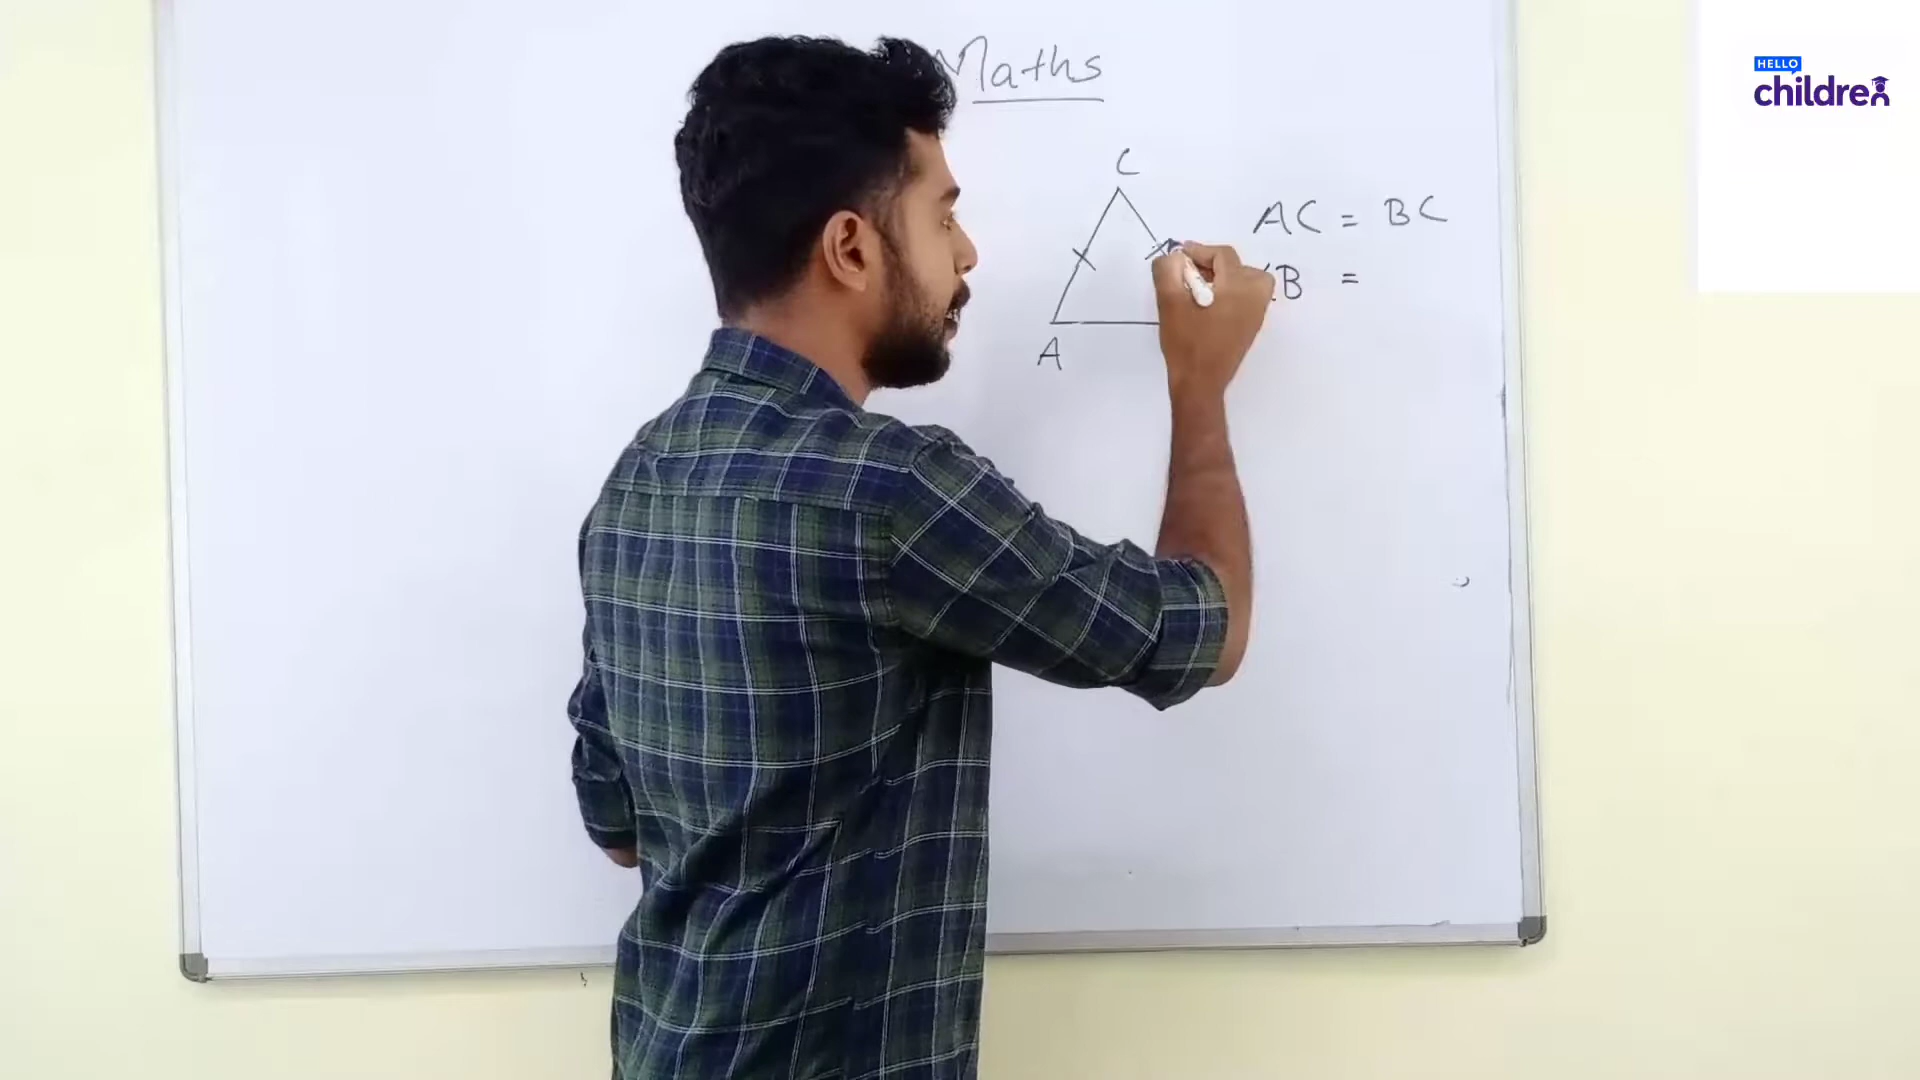 HELLO
children
Maths
C
AC = BC
B =
A